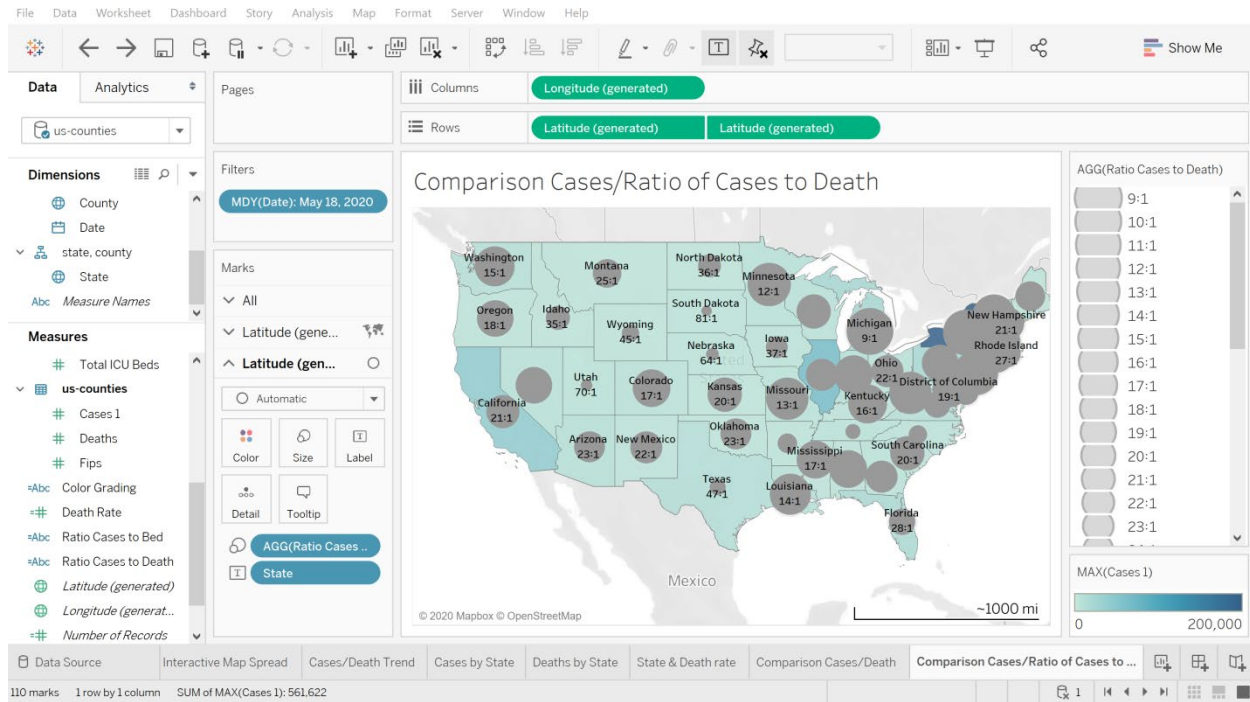 File Data Worksheet Dashboard Story Analysis Map Format Server Window Help
Show Me
Data Analytics
us-counties
Dimensions
County
Date
state, county
State
Abc Measure Names
Measures
# Total ICU Beds
us-counties
# Cases 1
# Deaths
# Fips
=Abc Color Grading
=# Death Rate
=Abc Ratio Cases to Bed
=Abc Ratio Cases to Death
Latitude (generated)
Longitude (generat...
=# Number of Records
Pages
Filters
MDY(Date): May 18, 2020
Marks
All
Latitude (gene...
Latitude (gen...
Automatic
Color Size Label
Detail Tooltip
AGG(Ratio Cases ..
State
Columns Longitude (generated)
Rows Latitude (generated) Latitude (generated)
Comparison Cases/Ratio of Cases to Death
Washington
15:1
Montana
25:1
North Dakota
36:1
Minnesota
12:1
Oregon
18:1
Idaho
35:1
Wyoming
45:1
South Dakota
81:1
Michigan
9:1
New Hampshire
21:1
Rhode Island
27:1
Nebraska
64:1
Iowa
37:1
Ohio
22:1
District of Columbia
19:1
California
21:1
Utah
70:1
Colorado
17:1
Kansas
20:1
Missouri
13:1
Kentucky
16:1
Arizona
23:1
New Mexico
22:1
Oklahoma
23:1
Mississippi
17:1
South Carolina
20:1
Texas
47:1
Louisiana
14:1
Florida
28:1
Mexico
© 2020 Mapbox © OpenStreetMap
~1000 mi
AGG(Ratio Cases to Death)
9:1
10:1
11:1
12:1
13:1
14:1
15:1
16:1
17:1
18:1
19:1
20:1
21:1
22:1
23:1
MAX(Cases 1)
0 200,000
Data Source Interactive Map Spread Cases/Death Trend Cases by State Deaths by State State & Death rate Comparison Cases/Death Comparison Cases/Ratio of Cases to ...
110 marks 1 row by 1 column SUM of MAX(Cases 1): 561,622
1